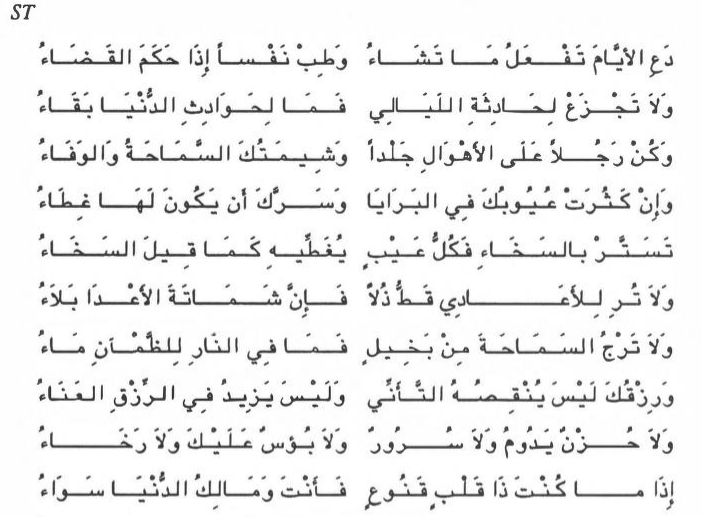 ST
دَعِ الأَيَّامَ تَفْعَلُ مَا تَشَاءُ وَطِبْ نَفْساً إِذَا حَكَمَ القَضَاءُ
وَلَا تَجْزَعْ لِحَادِثَةِ اللَيَالِي فَمَا لِحَوَادِثِ الدُّنْيَا بَقَاءُ
وَكُنْ رَجُلاً عَلَى الأَهْوَالِ جَلْداً وَشِيمَتُكَ السَّمَاحَةُ وَالوَفَاءُ
وَإِنْ كَثُرَتْ عُيُوبُكَ فِي البَرَايَا وَسَرَّكَ أَن يَكُونَ لَهَا غِطَاءُ
تَسَتَّرْ بالسَخَاءِ فَكُلُّ عَيْبٍ يُغَطِّيهِ كَمَا قِيلَ السَخَاءُ
وَلَا تُرِ لِلأَعَادِي قَطُّ ذُلاً فَإِنَّ شَمَاتَةَ الأَعْدَا بَلَاءُ
وَلَا تَرْجُ السَمَاحَةَ مِنْ بَخِيلٍ فَمَا فِي النَّارِ لِلظَّمْآنِ مَاءُ
وَرِزْقُكَ لَيْسَ يُنْقِصُهُ التَّأَنِّي وَلَيْسَ يَزِيدُ فِي الرِّزْقِ العَنَاءُ
وَلَا حُزْنٌ يَدُومُ وَلَا سُرُورٌ وَلَا بُؤسٌ عَلَيْكَ وَلَا رَخَاءُ
إِذَا مَا كُنْتَ ذَا قَلْبٍ قَنُوعٍ فَأَنْتَ وَمَالِكُ الدُّنْيَا سَوَاءُ